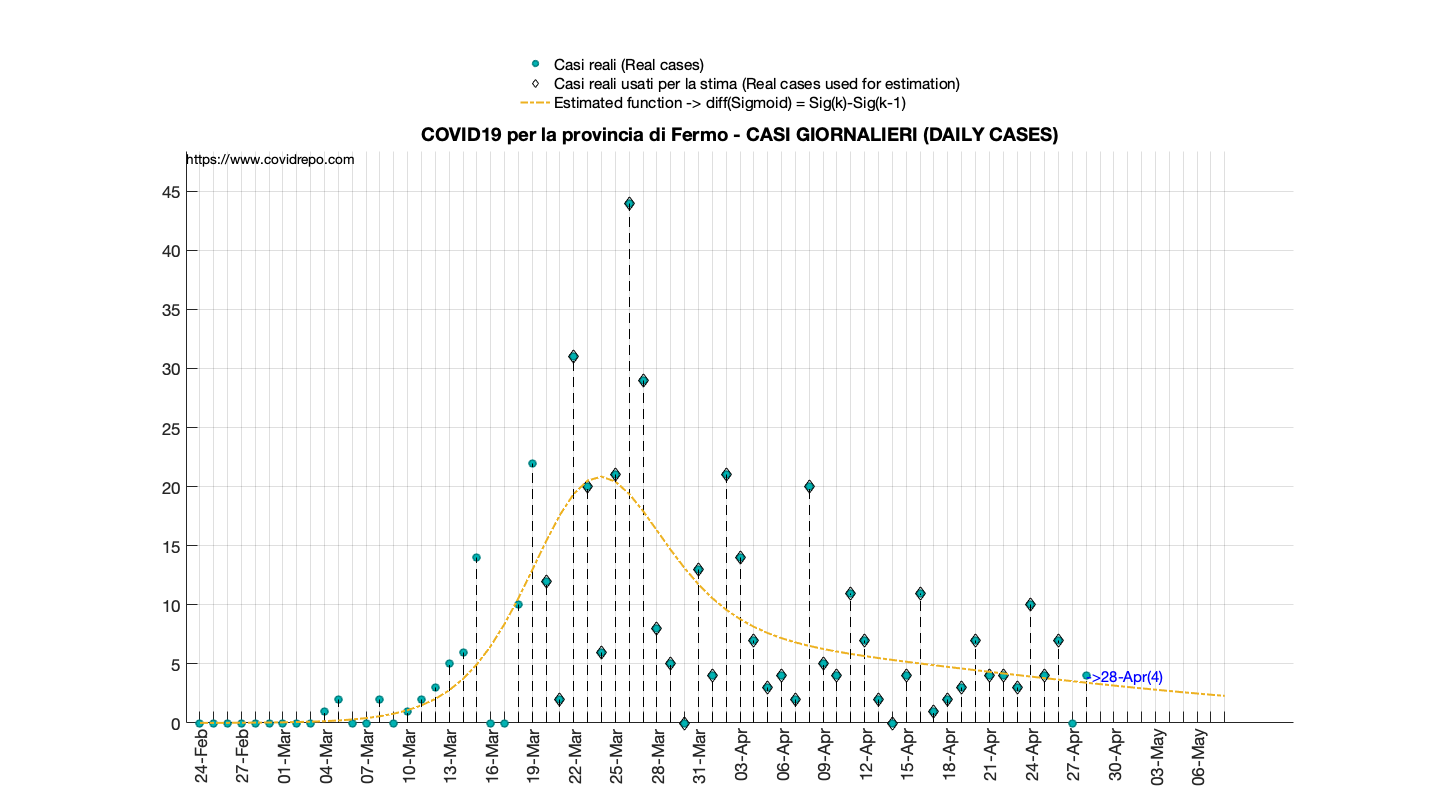 Casi reali (Real cases)
Casi reali usati per la stima (Real cases used for estimation)
Estimated function -> diff(Sigmoid) = Sig(k)-Sig(k-1)
COVID19 per la provincia di Fermo - CASI GIORNALIERI (DAILY CASES)
https://www.covidrepo.com
45
40
35
30
25
20
15
10
5
0
->28-Apr(4)
24-Feb
27-Feb
01-Mar
04-Mar
07-Mar
10-Mar
13-Mar
16-Mar
19-Mar
22-Mar
25-Mar
28-Mar
31-Mar
03-Apr
06-Apr
09-Apr
12-Apr
15-Apr
18-Apr
21-Apr
24-Apr
27-Apr
30-Apr
03-May
06-May